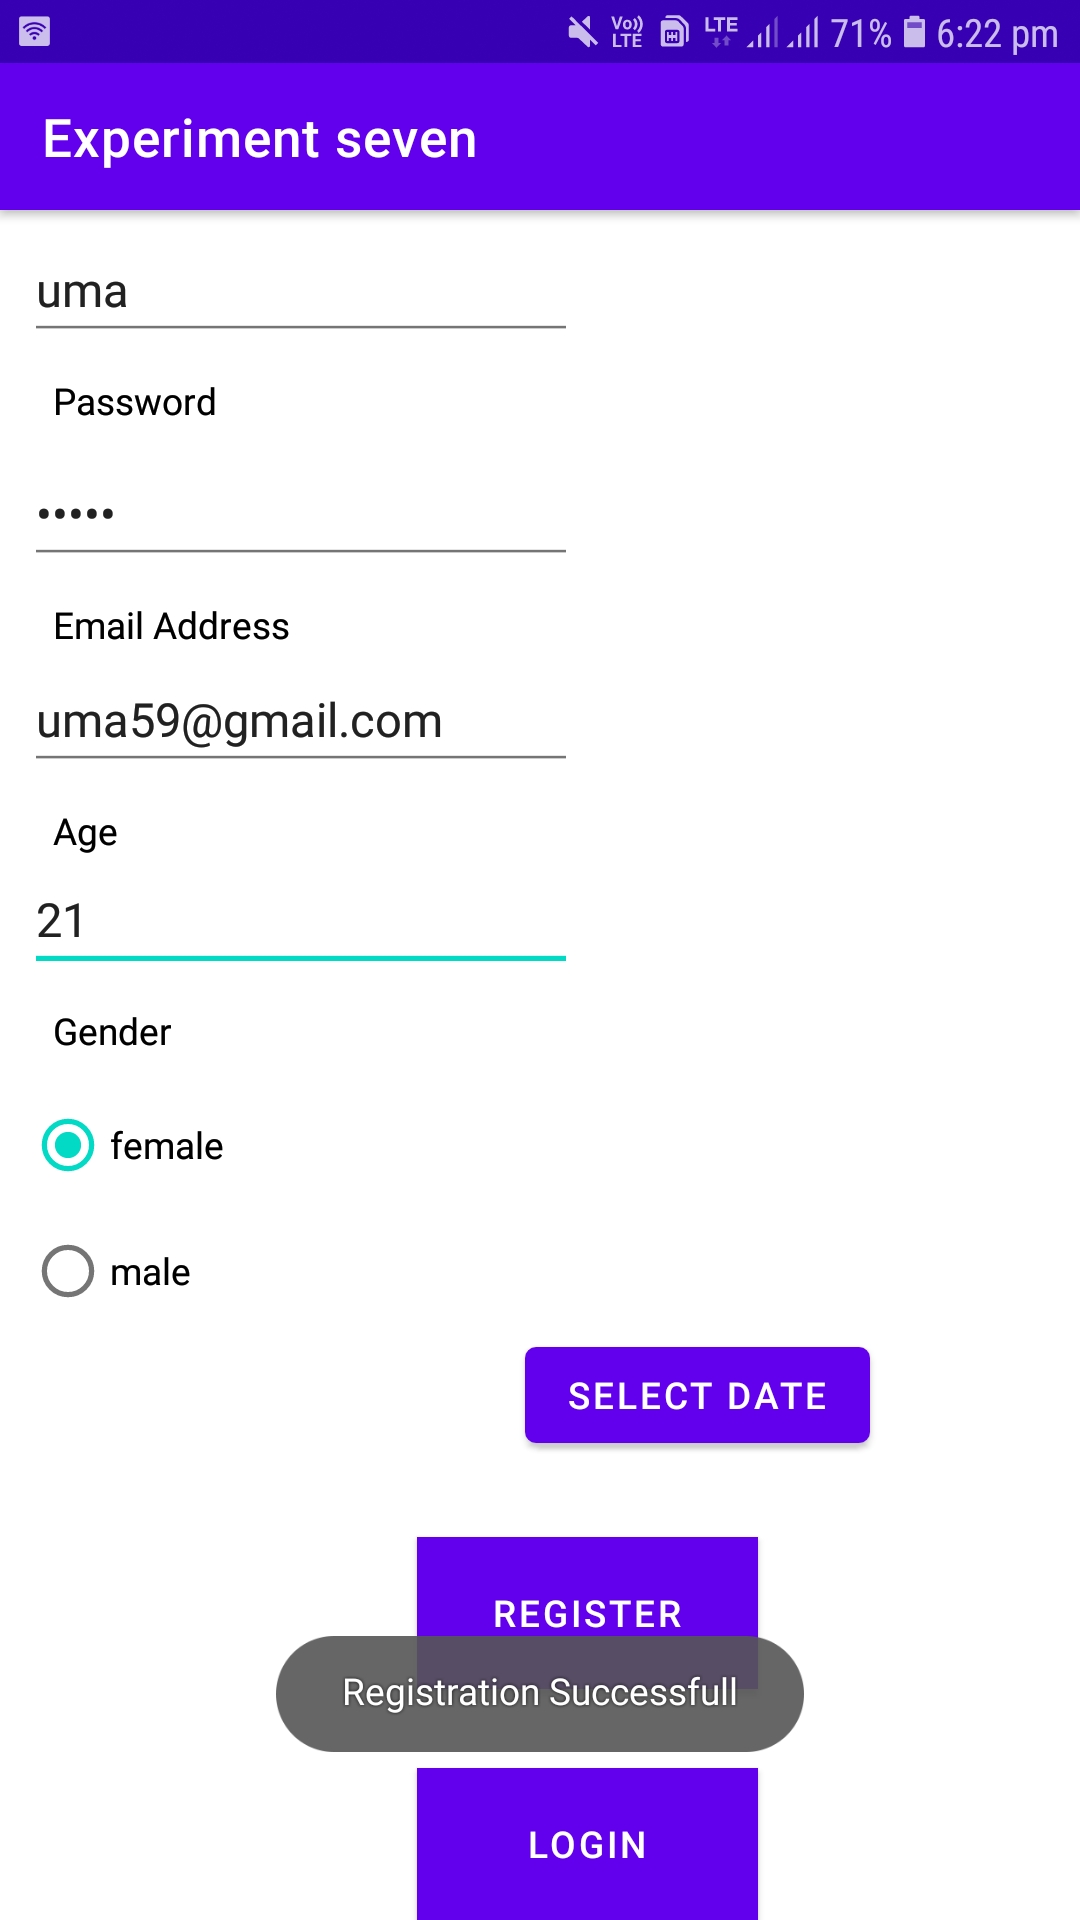 Vo)) LTE LTE 71% 6:22 pm
Experiment seven
uma
Password
•••••
Email Address
uma59@gmail.com
Age
21
Gender
female
male
SELECT DATE
REGISTER
Registration Successfull
LOGIN